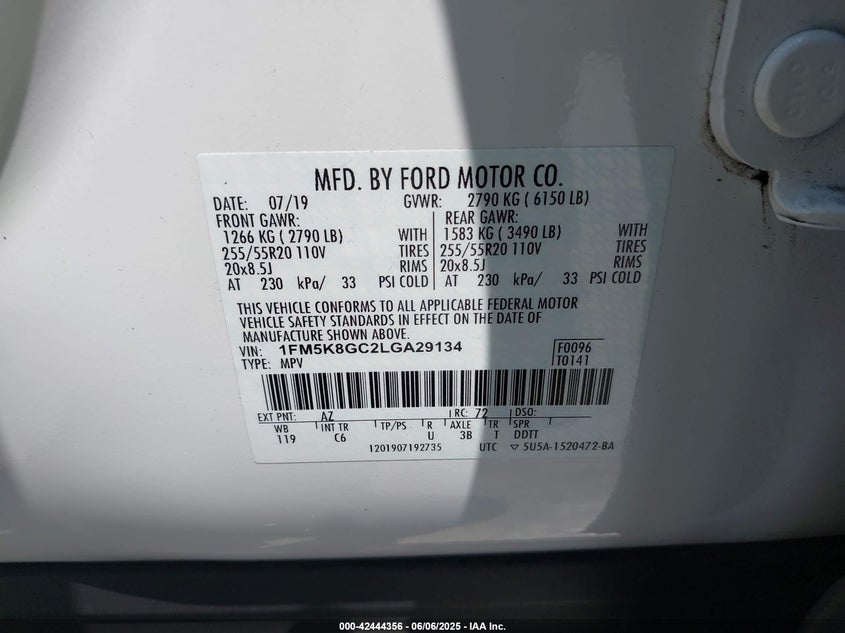 MFD. BY FORD MOTOR CO.
DATE: 07/19 GVWR: 2790 KG ( 6150 LB)
FRONT GAWR: REAR GAWR:
1266 KG ( 2790 LB) WITH 1583 KG ( 3490 LB) WITH
255/55R20 110V TIRES 255/55R20 110V TIRES
20x8.5J RIMS 20x8.5J RIMS
AT 230 kPa/ 33 PSI COLD AT 230 kPa/ 33 PSI COLD
THIS VEHICLE CONFORMS TO ALL APPLICABLE FEDERAL MOTOR
VEHICLE SAFETY STANDARDS IN EFFECT ON THE DATE OF
MANUFACTURE SHOWN ABOVE.
VIN: 1FM5K8GC2LGA29134 F0096
TYPE: MPV T0141
EXT PNT: AZ RC: 72 DSO:
WB INT TR TP/PS R AXLE TR SPR
119 C6 U 3B T DDTT
1201907192735 UTC ▽ 5U5A-1520472-BA
000-42444356 - 06/06/2025 - IAA Inc.